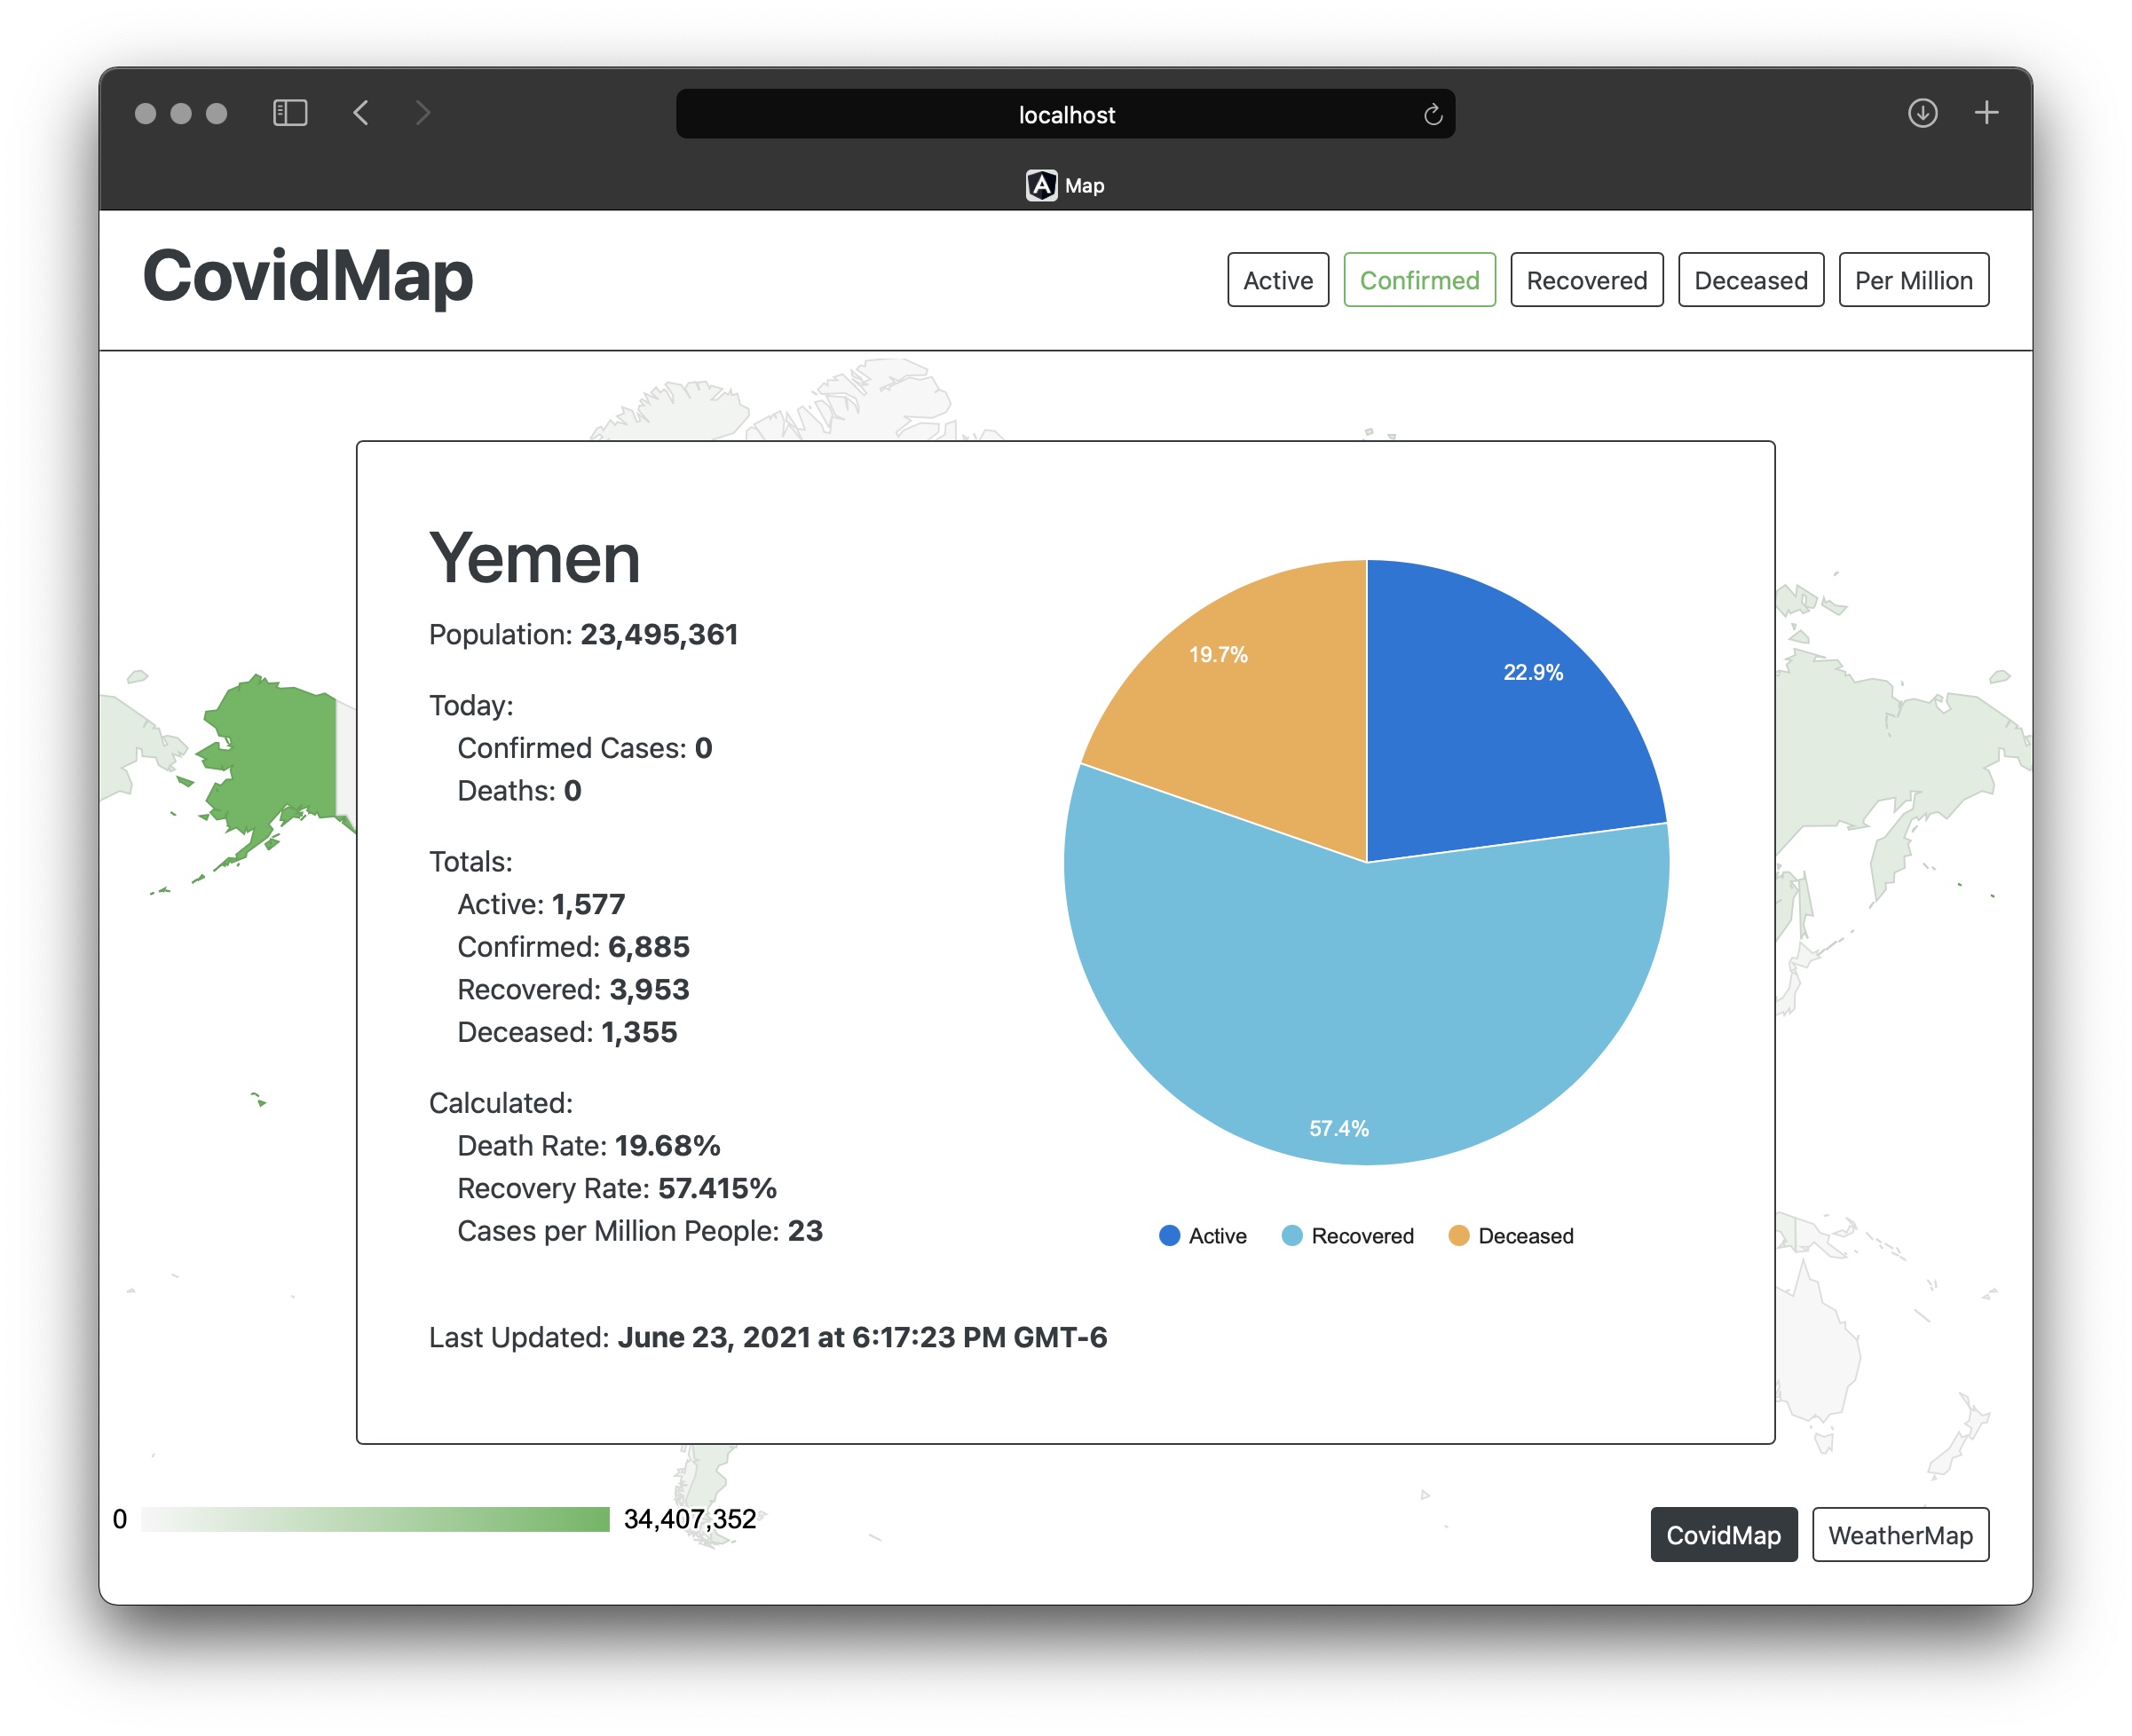 localhost
Map
CovidMap
Active
Confirmed
Recovered
Deceased
Per Million
Yemen
Population: 23,495,361
Today:
Confirmed Cases: 0
Deaths: 0
Totals:
Active: 1,577
Confirmed: 6,885
Recovered: 3,953
Deceased: 1,355
Calculated:
Death Rate: 19.68%
Recovery Rate: 57.415%
Cases per Million People: 23
Last Updated: June 23, 2021 at 6:17:23 PM GMT-6
19.7%
22.9%
57.4%
Active
Recovered
Deceased
0
34,407,352
CovidMap
WeatherMap